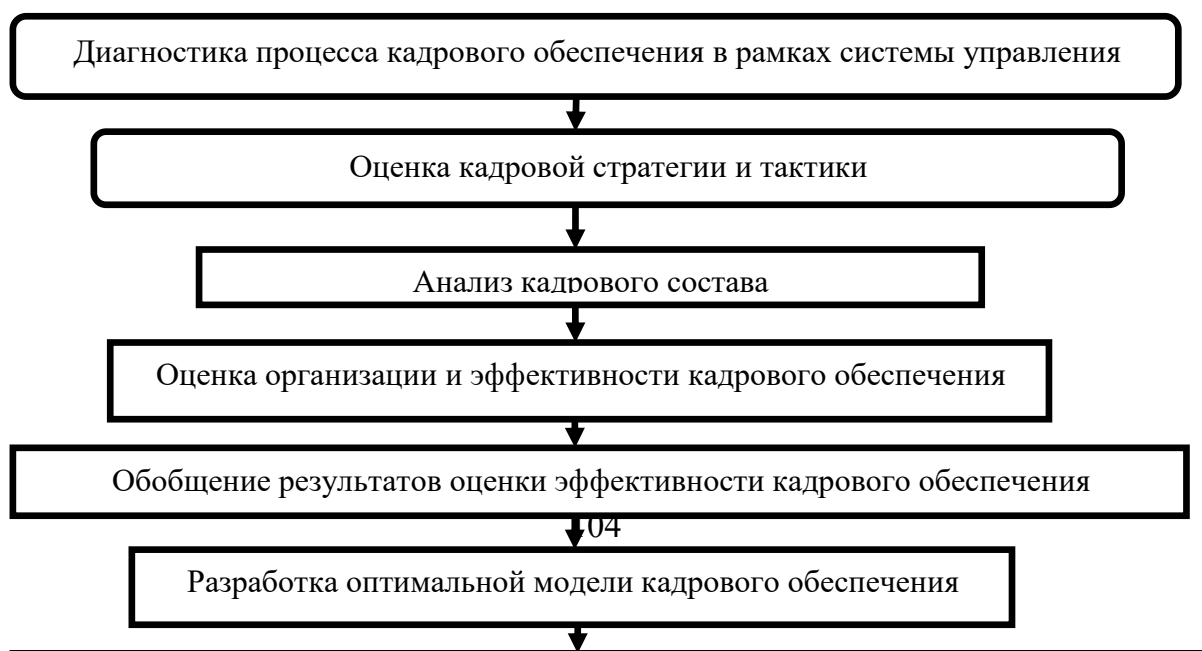 Диагностика процесса кадрового обеспечения в рамках системы управления
Оценка кадровой стратегии и тактики
Анализ кадрового состава
Оценка организации и эффективности кадрового обеспечения
Обобщение результатов оценки эффективности кадрового обеспечения
104
Разработка оптимальной модели кадрового обеспечения